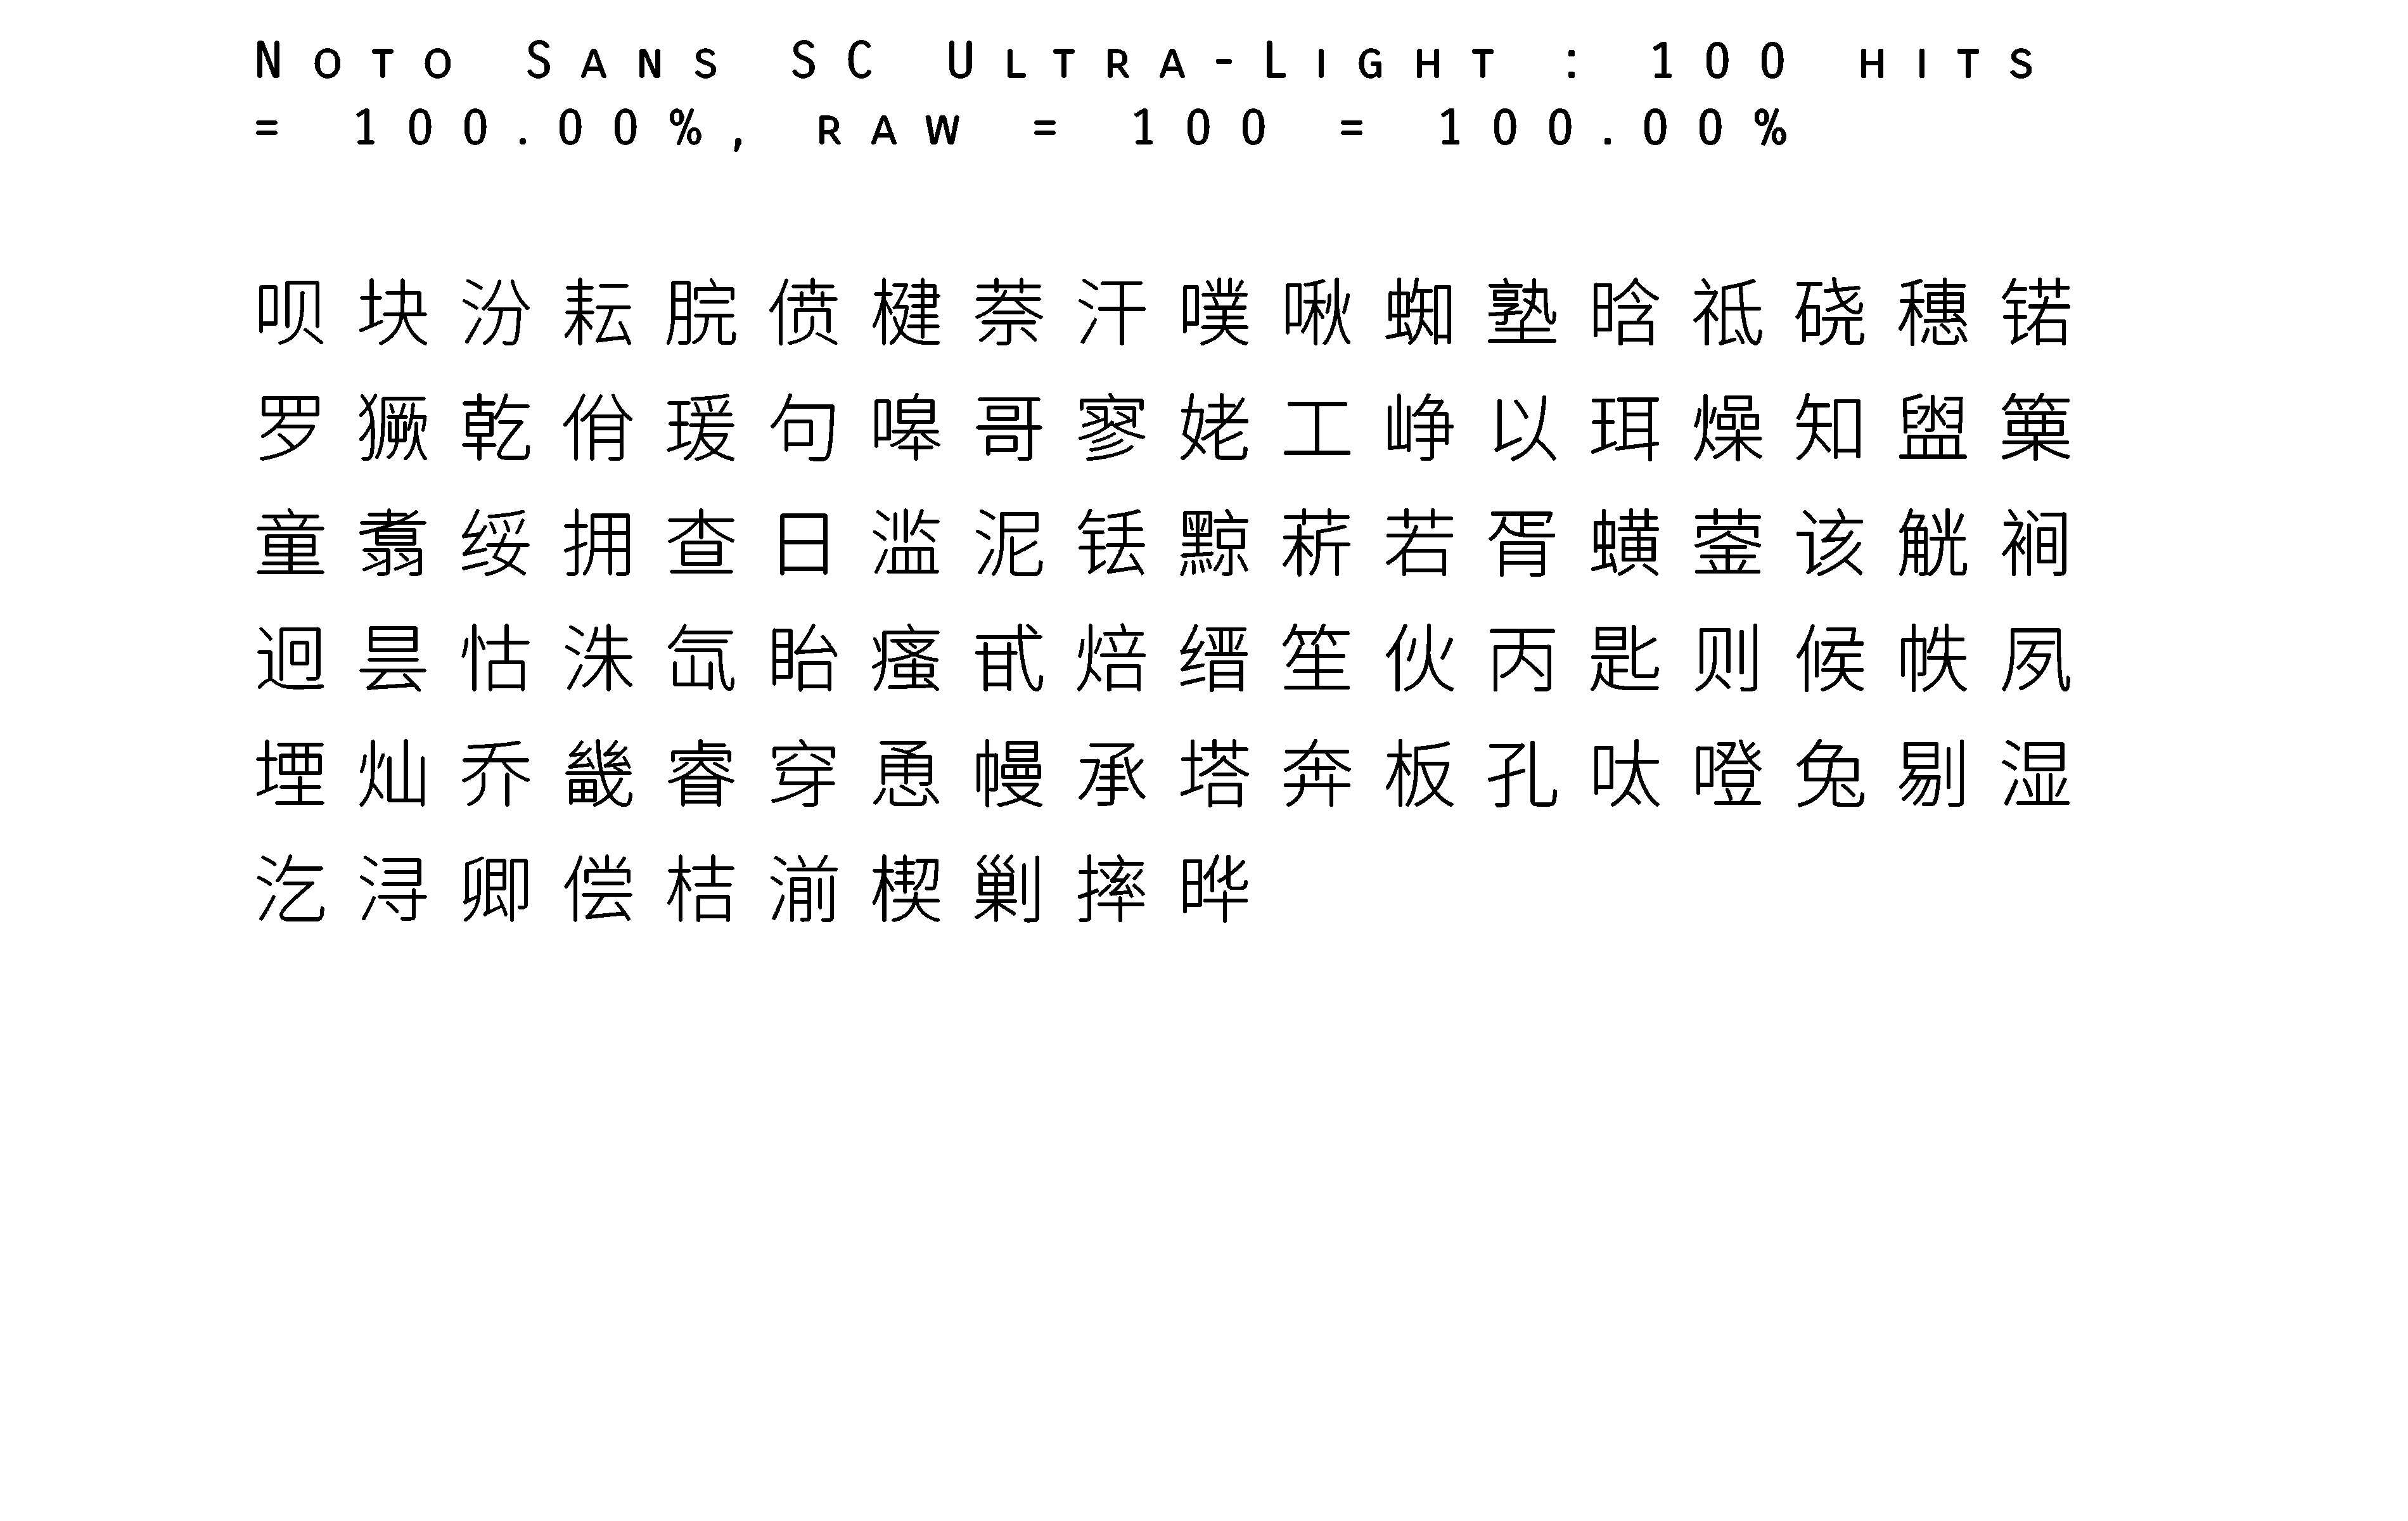 Noto Sans SC Ultra-Light : 100 hits
= 100.00%, raw = 100 = 100.00%
呗块汾耘脘偾楗萘汗噗啾蜘塾晗祗硗穗锘
罗獗乾佾瑗句嗥哥寥姥工峥以珥燥知盥篥
童翥绥拥查日滥泥铥黥菥若胥蟥蓥该觥裥
迥昙怙洙氙眙瘙甙焙缙笙伙丙匙则候帙夙
堙灿乔畿睿穿恿幔承塔奔板孔呔噔兔剔湿
汔浔卿偿桔湔楔剿摔晔